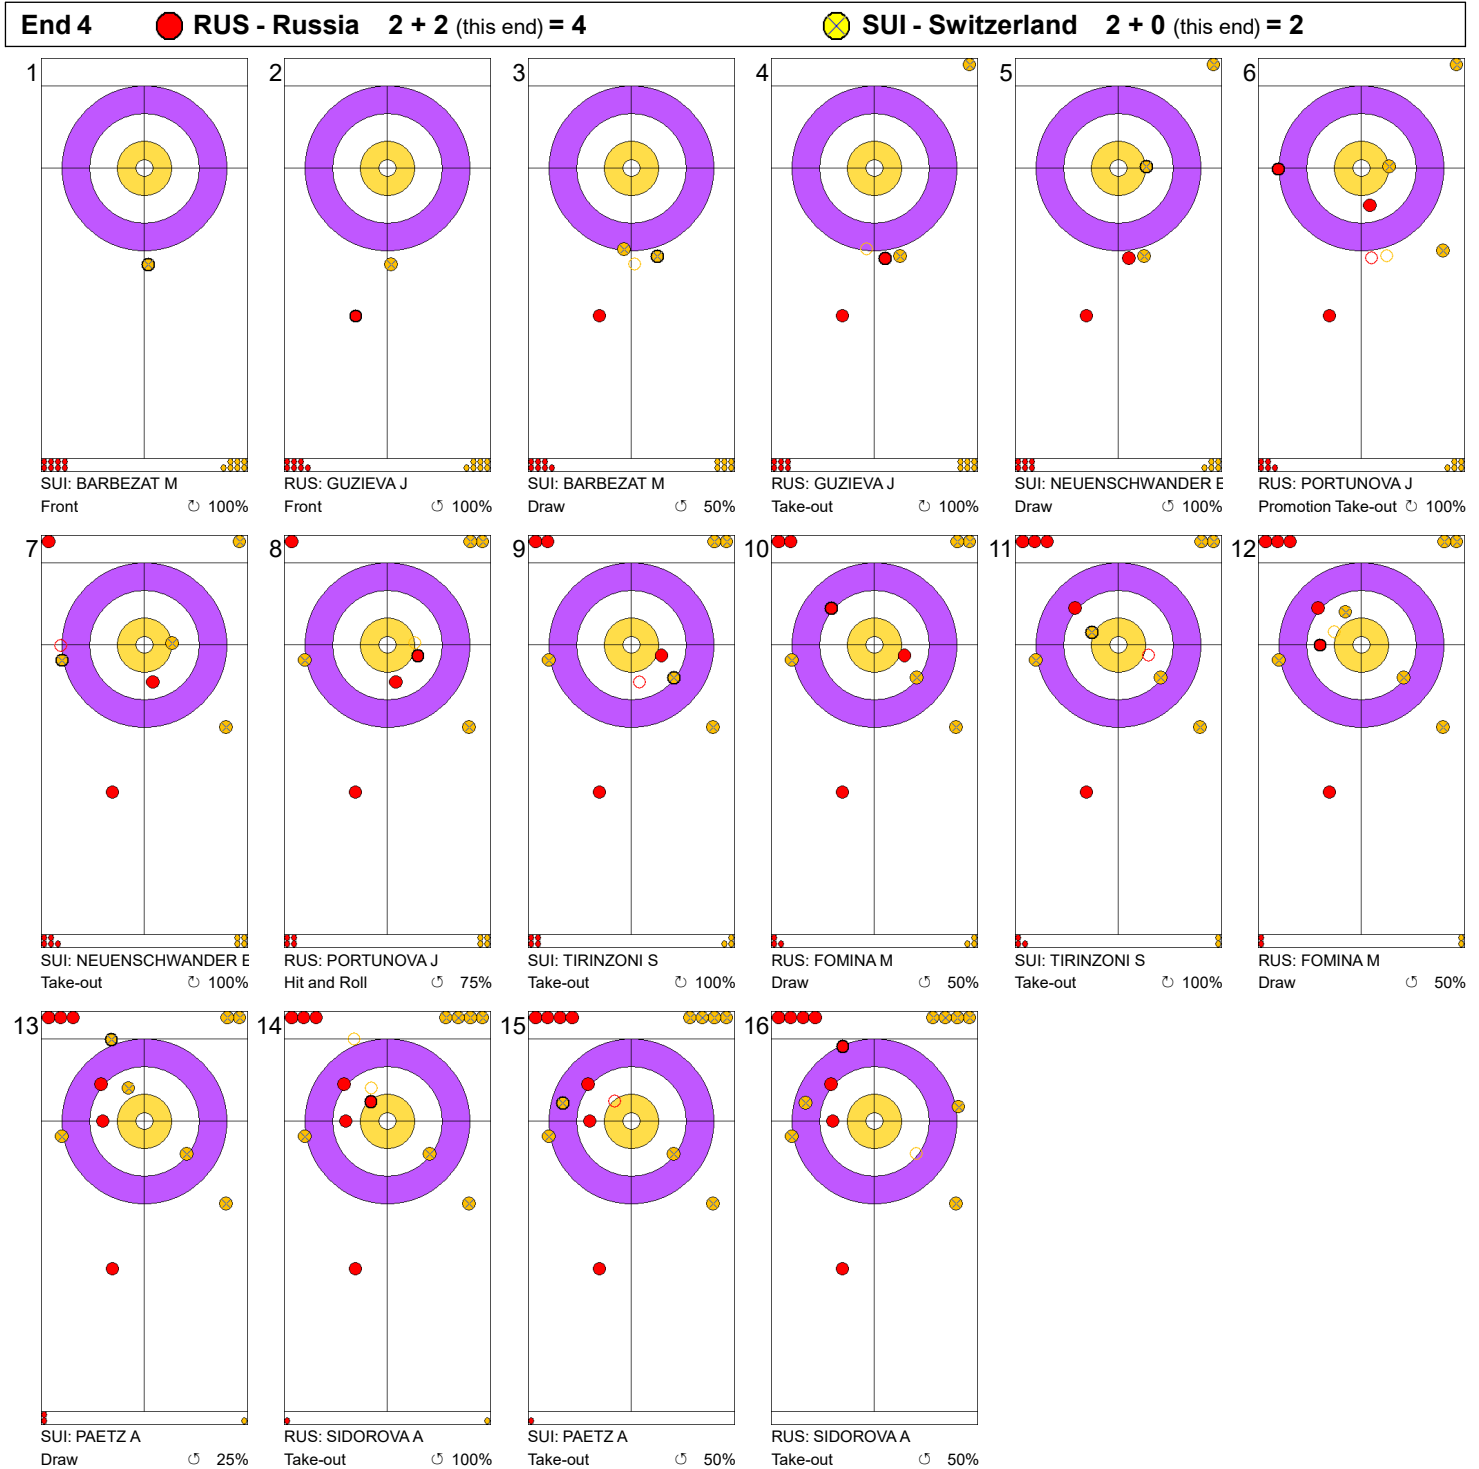 End 4 RUS - Russia 2 + 2 (this end) = 4 SUI - Switzerland 2 + 0 (this end) = 2
1 2 3 4 5 6
SUI: BARBEZAT M RUS: GUZIEVA J SUI: BARBEZAT M RUS: GUZIEVA J SUI: NEUENSCHWANDER E RUS: PORTUNOVA J
Front ↻ 100% Front ↻ 100% Draw ↺ 50% Take-out ↻ 100% Draw ↺ 100% Promotion Take-out ↻ 100%
7 8 9 10 11 12
SUI: NEUENSCHWANDER E RUS: PORTUNOVA J SUI: TIRINZONI S RUS: FOMINA M SUI: TIRINZONI S RUS: FOMINA M
Take-out ↻ 100% Hit and Roll ↺ 75% Take-out ↻ 100% Draw ↺ 50% Take-out ↻ 100% Draw ↺ 50%
13 14 15 16
SUI: PAETZ A RUS: SIDOROVA A SUI: PAETZ A RUS: SIDOROVA A
Draw ↺ 25% Take-out ↺ 100% Take-out ↺ 50% Take-out ↺ 50%